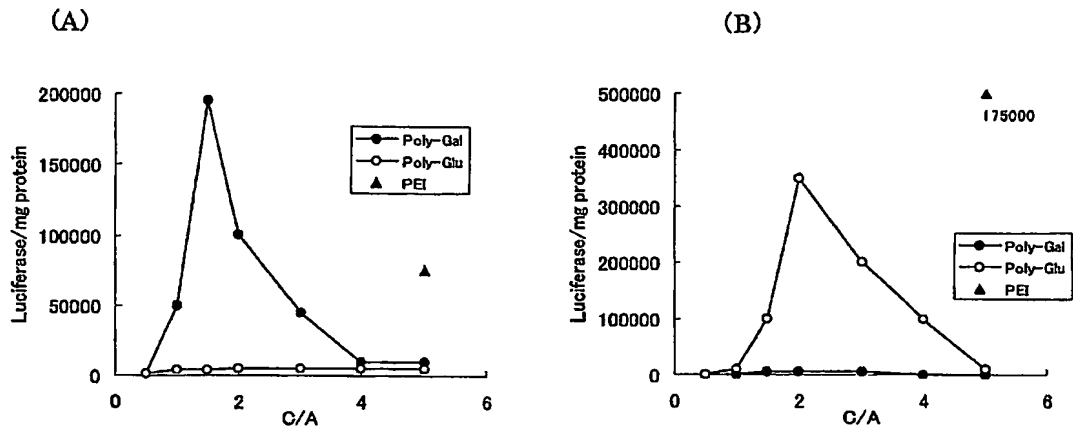 (A)
Luciferase/mg protein
200000
150000
100000
50000
0
0 2 4 6
C/A
Poly-Gal
Poly-Glu
PEI
(B)
Luciferase/mg protein
500000
400000
300000
200000
100000
0
0 2 4 6
C/A
175000
Poly-Gal
Poly-Glu
PEI